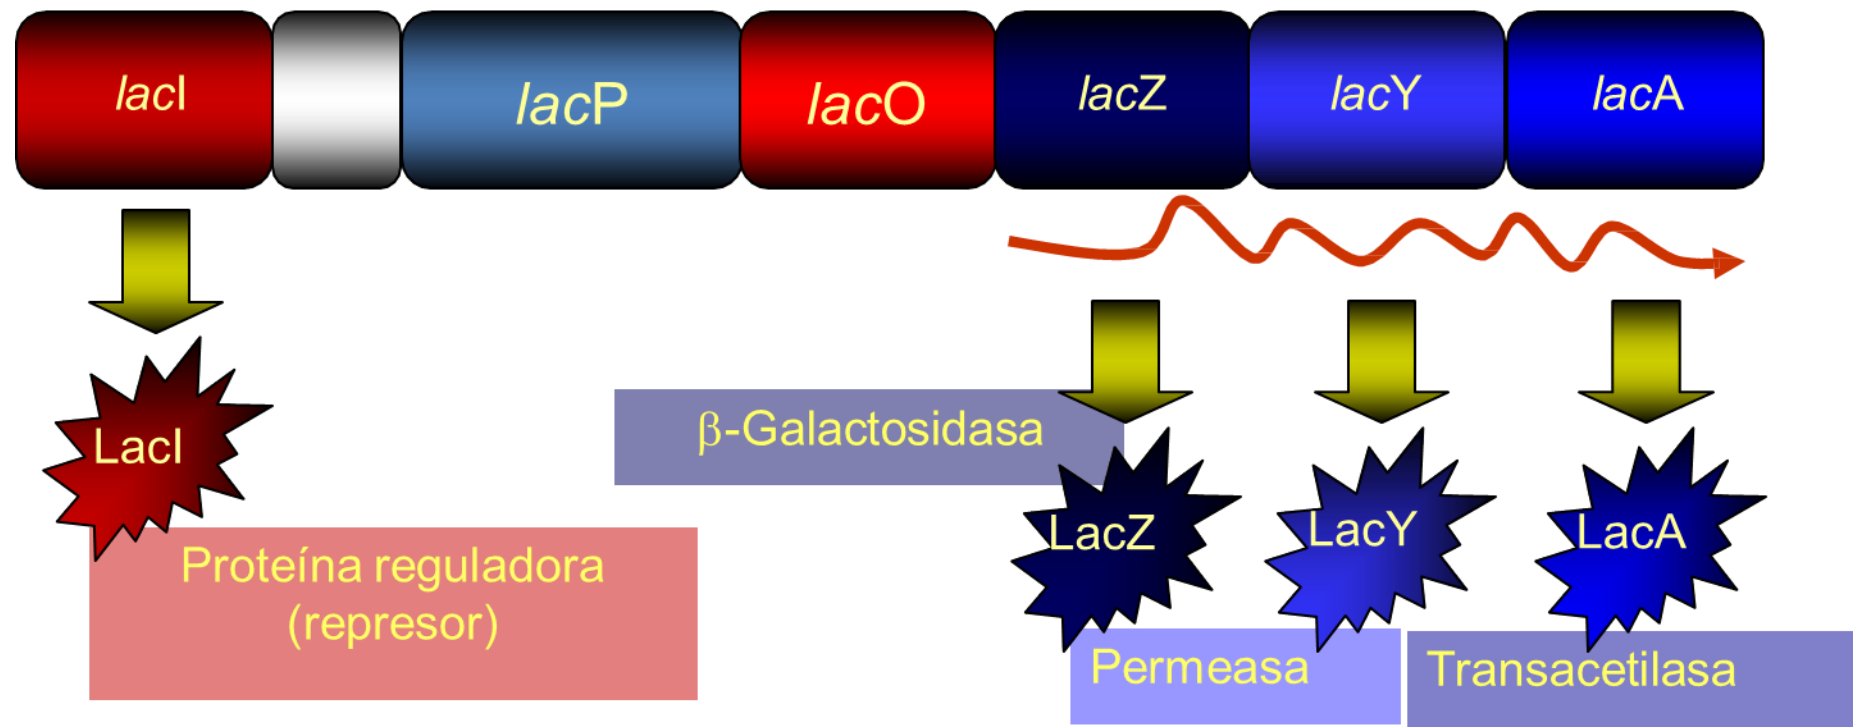 lacI
lacP
lacO
lacZ
lacY
lacA
LacI
β-Galactosidasa
LacZ
LacY
LacA
Proteína reguladora
(represor)
Permeasa
Transacetilasa